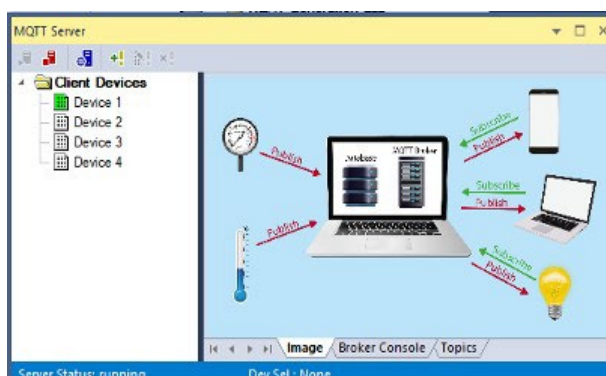 MQTT Server
Client Devices
Device 1
Device 2
Device 3
Device 4
Publish
Publish
Database
MQTT Broker
Subscribe
Publish
Subscribe
Publish
Subscribe
Publish
Image
Broker Console
Topics
Server Status: running
Dev Sel.: None